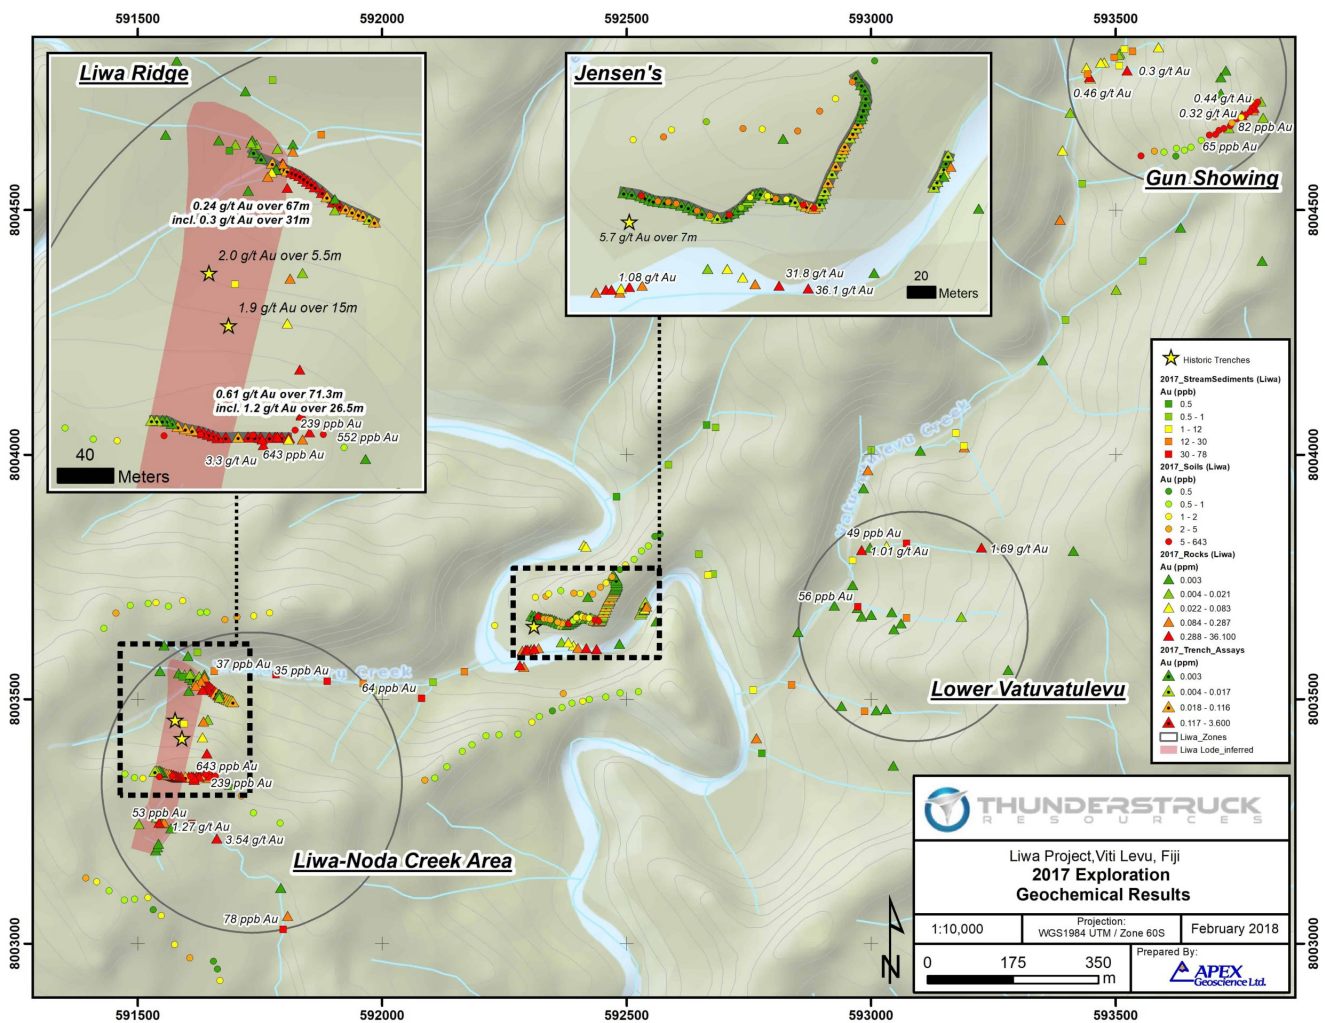 591500
592000
592500
593000
593500
8004500
8004000
8003500
8003000
8004500
8004000
8003500
8003000
591500
592000
592500
593000
593500
Liwa Ridge
0.24 g/t Au over 67m
incl. 0.3 g/t Au over 31m
2.0 g/t Au over 5.5m
1.9 g/t Au over 15m
0.61 g/t Au over 71.3m
incl. 1.2 g/t Au over 26.5m
239 ppb Au
552 ppb Au
643 ppb Au
3.3 g/t Au
40
Meters
Jensen's
5.7 g/t Au over 7m
1.08 g/t Au
31.8 g/t Au
36.1 g/t Au
20
Meters
0.3 g/t Au
0.46 g/t Au
0.44 g/t Au
0.32 g/t Au
82 ppb Au
65 ppb Au
Gun Showing
Creek
49 ppb Au
1.01 g/t Au
1.69 g/t Au
56 ppb Au
Lower Vatuvatulevu
37 ppb Au
35 ppb Au
Creek
64 ppb Au
643 ppb Au
239 ppb Au
53 ppb Au
1.27 g/t Au
3.54 g/t Au
Liwa-Noda Creek Area
78 ppb Au
Historic Trenches
2017_StreamSediments (Liwa)
Au (ppb)
0.5
0.5 - 1
1 - 12
12 - 30
30 - 78
2017_Soils (Liwa)
Au (ppb)
0.5
0.5 - 1
1 - 2
2 - 5
5 - 643
2017_Rocks (Liwa)
Au (ppm)
0.003
0.004 - 0.021
0.022 - 0.083
0.084 - 0.287
0.288 - 36.100
2017_Trench_Assays
Au (ppm)
0.003
0.004 - 0.017
0.018 - 0.116
0.117 - 3.600
Liwa_Zones
Liwa Lode_inferred
THUNDERSTRUCK
RESOURCES
Liwa Project,Viti Levu, Fiji
2017 Exploration
Geochemical Results
1:10,000
Projection:
WGS1984 UTM / Zone 60S
February 2018
0 175 350
m
Prepared By:
APEX
Geoscience Ltd.
N